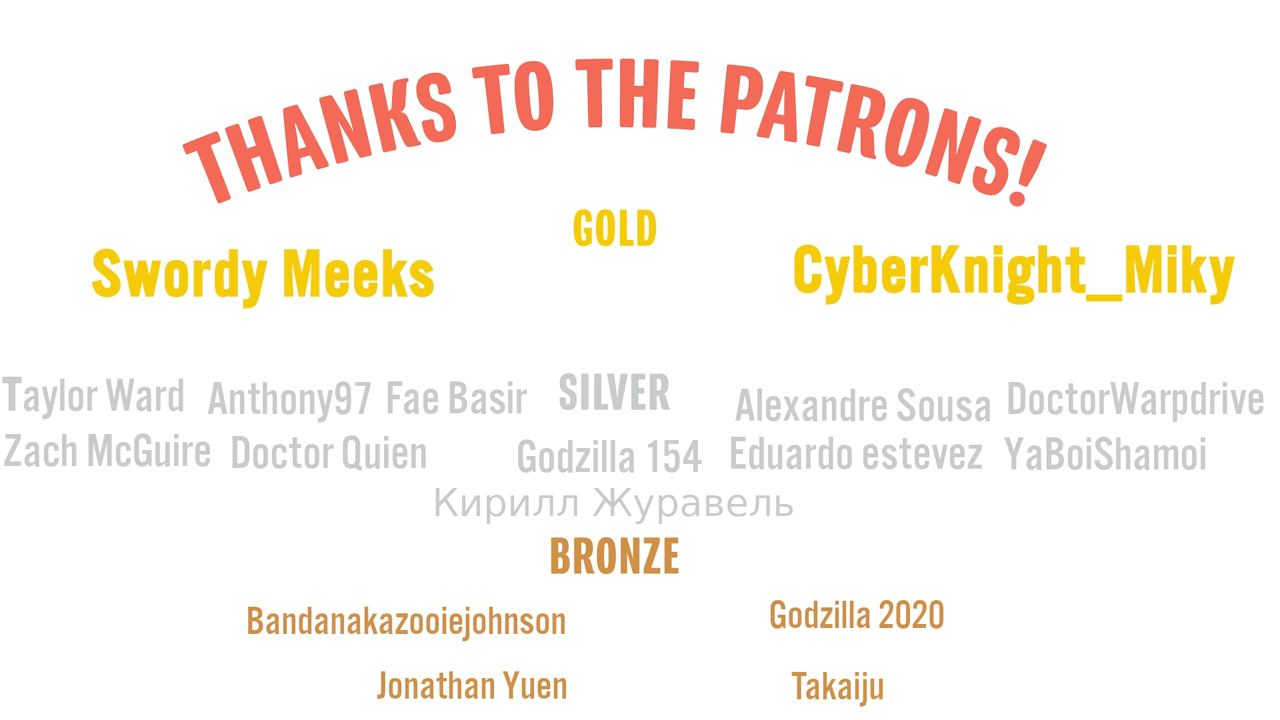 THANKS TO THE PATRONS!
GOLD
Swordy Meeks CyberKnight_Miky
SILVER
Taylor Ward Anthony97 Fae Basir Alexandre Sousa DoctorWarpdrive
Zach McGuire Doctor Quien Godzilla 154 Eduardo estevez YaBoiShamoi
Кирилл Журавель
BRONZE
Bandanakazooiejohnson Godzilla 2020
Jonathan Yuen Takaiju